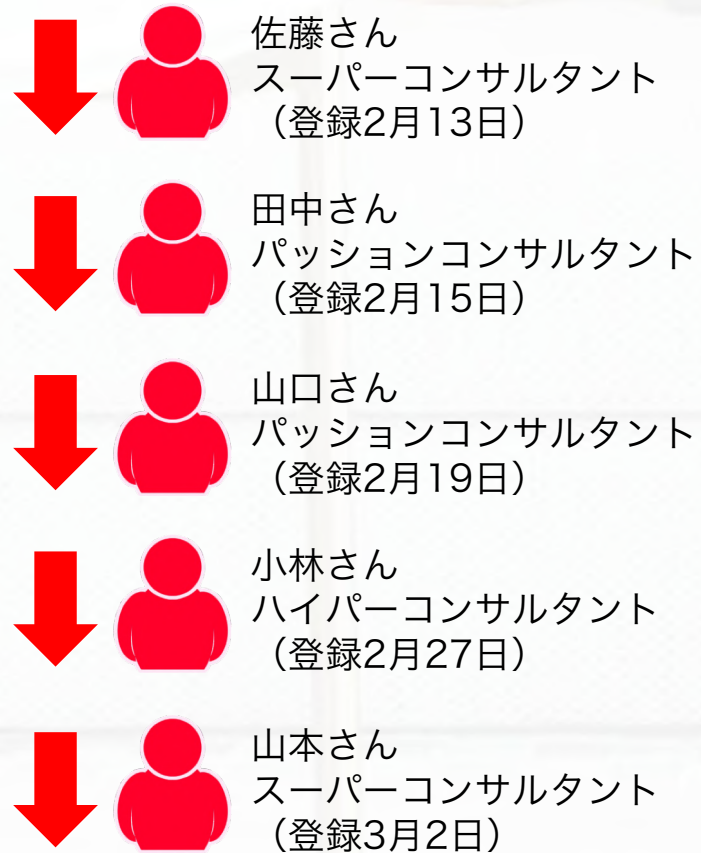 佐藤さん
スーパーコンサルタント
（登録2月13日）
田中さん
パッションコンサルタント
（登録2月15日）
山口さん
パッションコンサルタント
（登録2月19日）
小林さん
ハイパーコンサルタント
（登録2月27日）
山本さん
スーパーコンサルタント
（登録3月2日）